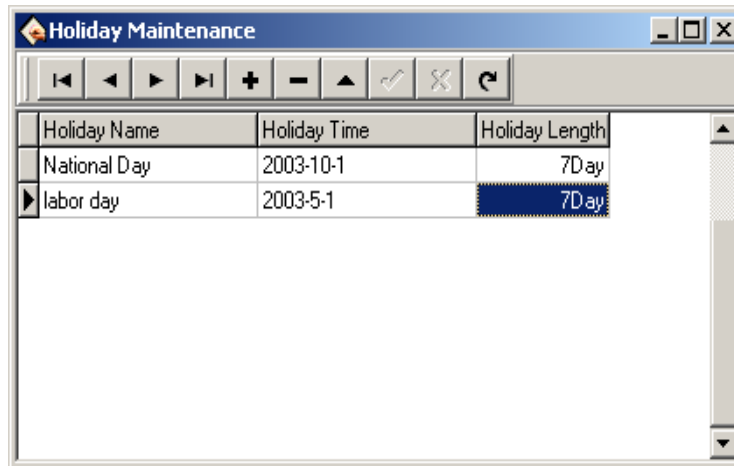 Holiday Maintenance
Holiday Name Holiday Time Holiday Length
National Day 2003-10-1 7Day
labor day 2003-5-1 7Day